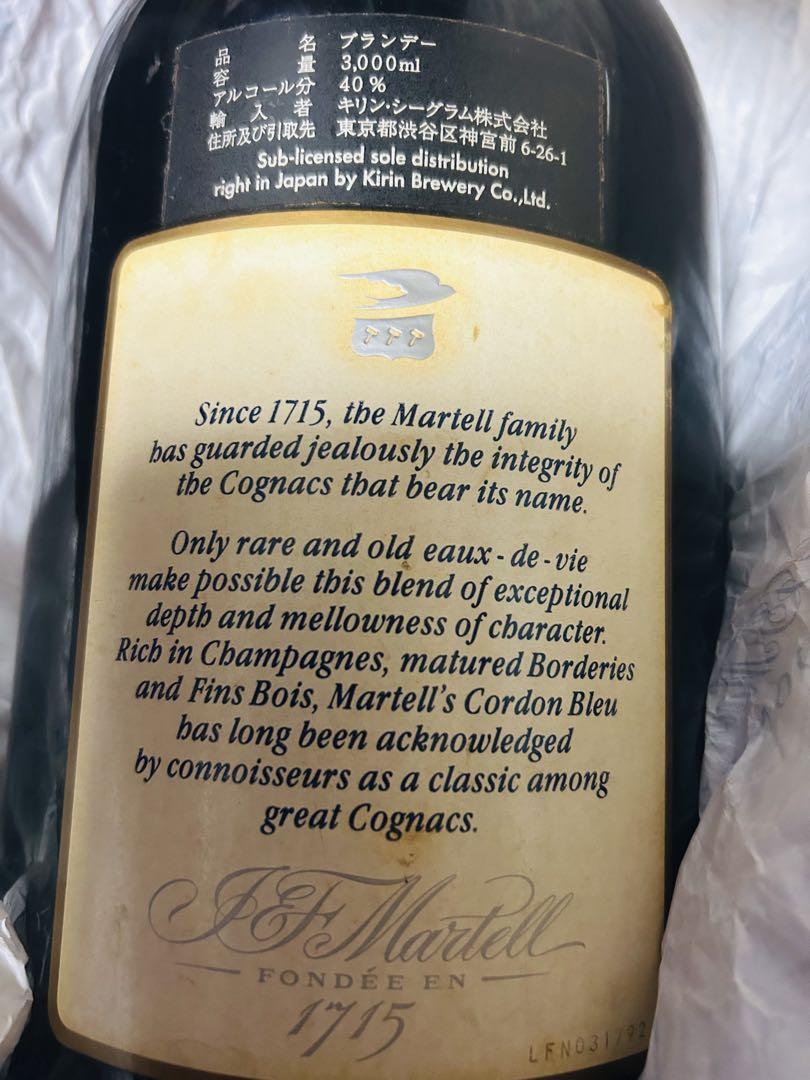 品名 ブランデー
容量 3,000ml
アルコール分 40%
輸入者 キリン・シーグラム株式会社
住所及び引取先 東京都渋谷区神宮前 6-26-1
Sub-licensed sole distribution
right in Japan by Kirin Brewery Co.,Ltd.
Since 1715, the Martell family
has guarded jealously the integrity of
the Cognacs that bear its name.
Only rare and old eaux-de-vie
make possible this blend of exceptional
depth and mellowness of character.
Rich in Champagnes, matured Borderies
and Fins Bois, Martell's Cordon Bleu
has long been acknowledged
by connoisseurs as a classic among
great Cognacs.
J&F Martell
FONDÉE EN
1715
LFN031792